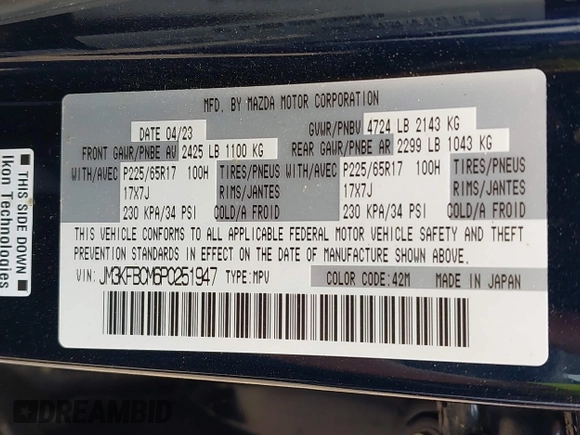 MFD. BY MAZDA MOTOR CORPORATION
DATE 04/23
GVWR/PNBV 4724 LB 2143 KG
FRONT GAWR/PNBE AV 2425 LB 1100 KG
REAR GAWR/PNBE AR 2299 LB 1043 KG
WITH/AVEC P225/65R17 100H TIRES/PNEUS
17X7J RIMS/JANTES
230 KPA/34 PSI COLD/A FROID
WITH/AVEC P225/65R17 100H TIRES/PNEUS
17X7J RIMS/JANTES
230 KPA/34 PSI COLD/A FROID
THIS VEHICLE CONFORMS TO ALL APPLICABLE FEDERAL MOTOR VEHICLE SAFETY AND THEFT
PREVENTION STANDARDS IN EFFECT ON THE DATE OF MANUFACTURE SHOWN ABOVE.
VIN: JM3KFBCM6P0251947 TYPE: MPV
COLOR CODE: 42M
MADE IN JAPAN
THIS SIDE DOWN
Ikon Technologies
DREAMBID